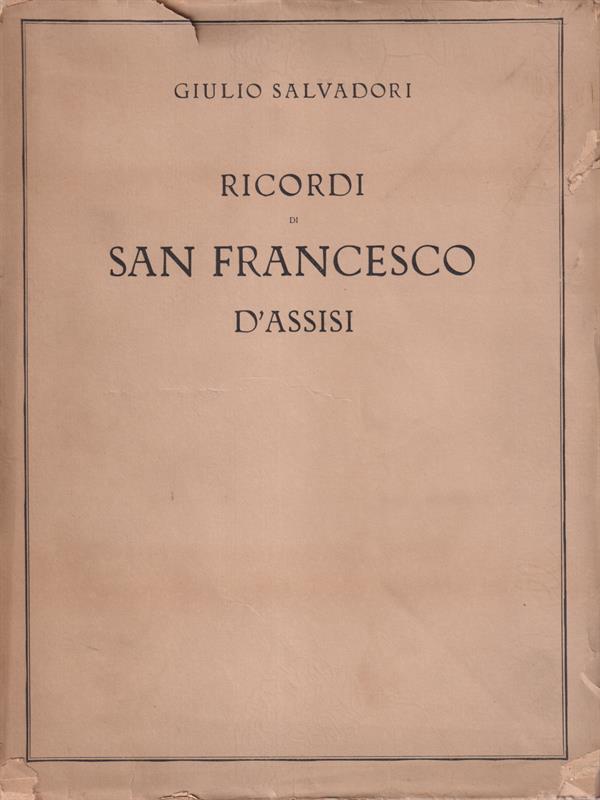 GIULIO SALVADORI
RICORDI
DI
SAN FRANCESCO
D'ASSISI